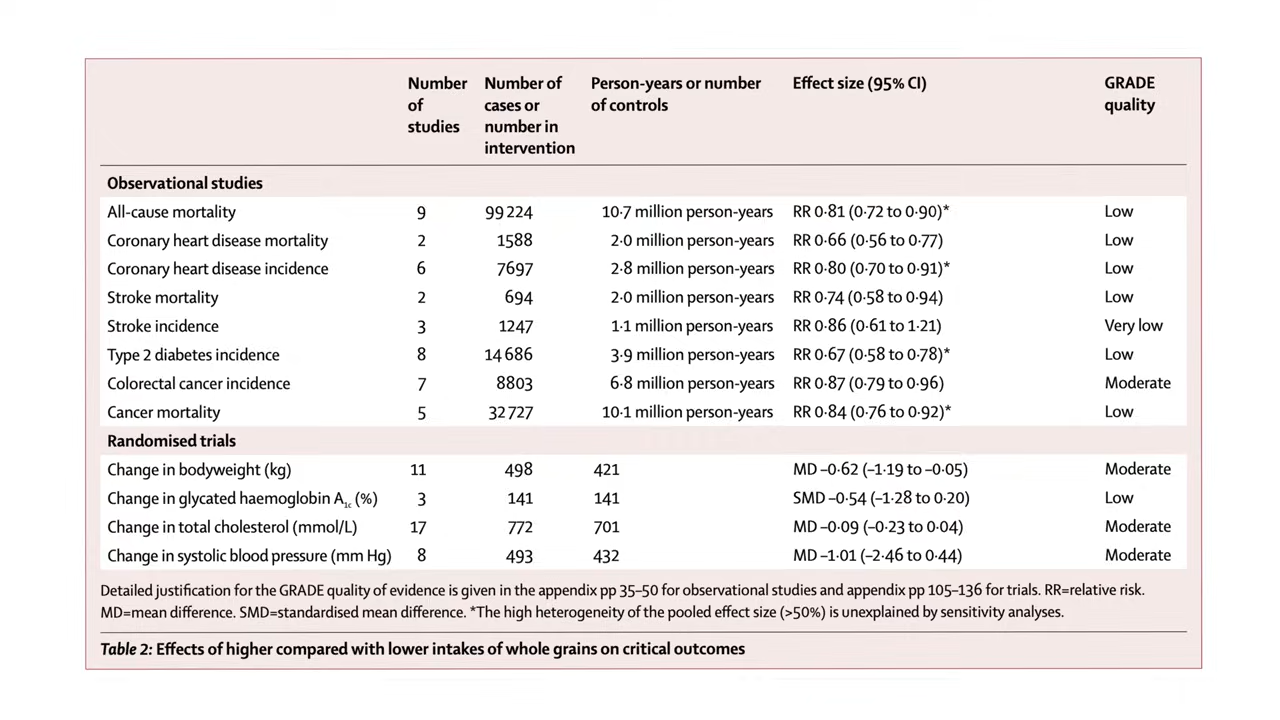 Number of studies Number of cases or number in intervention Person-years or number of controls Effect size (95% CI) GRADE quality
Observational studies
All-cause mortality 9 99 224 10·7 million person-years RR 0·81 (0·72 to 0·90)* Low
Coronary heart disease mortality 2 1588 2·0 million person-years RR 0·66 (0·56 to 0·77) Low
Coronary heart disease incidence 6 7697 2·8 million person-years RR 0·80 (0·70 to 0·91)* Low
Stroke mortality 2 694 2·0 million person-years RR 0·74 (0·58 to 0·94) Low
Stroke incidence 3 1247 1·1 million person-years RR 0·86 (0·61 to 1·21) Very low
Type 2 diabetes incidence 8 14 686 3·9 million person-years RR 0·67 (0·58 to 0·78)* Low
Colorectal cancer incidence 7 8803 6·8 million person-years RR 0·87 (0·79 to 0·96) Moderate
Cancer mortality 5 32 727 10·1 million person-years RR 0·84 (0·76 to 0·92)* Low
Randomised trials
Change in bodyweight (kg) 11 498 421 MD –0·62 (–1·19 to –0·05) Moderate
Change in glycated haemoglobin A1c (%) 3 141 141 SMD –0·54 (–1·28 to 0·20) Low
Change in total cholesterol (mmol/L) 17 772 701 MD –0·09 (–0·23 to 0·04) Moderate
Change in systolic blood pressure (mm Hg) 8 493 432 MD –1·01 (–2·46 to 0·44) Moderate
Detailed justification for the GRADE quality of evidence is given in the appendix pp 35–50 for observational studies and appendix pp 105–136 for trials. RR=relative risk.
MD=mean difference. SMD=standardised mean difference. *The high heterogeneity of the pooled effect size (>50%) is unexplained by sensitivity analyses.
Table 2: Effects of higher compared with lower intakes of whole grains on critical outcomes